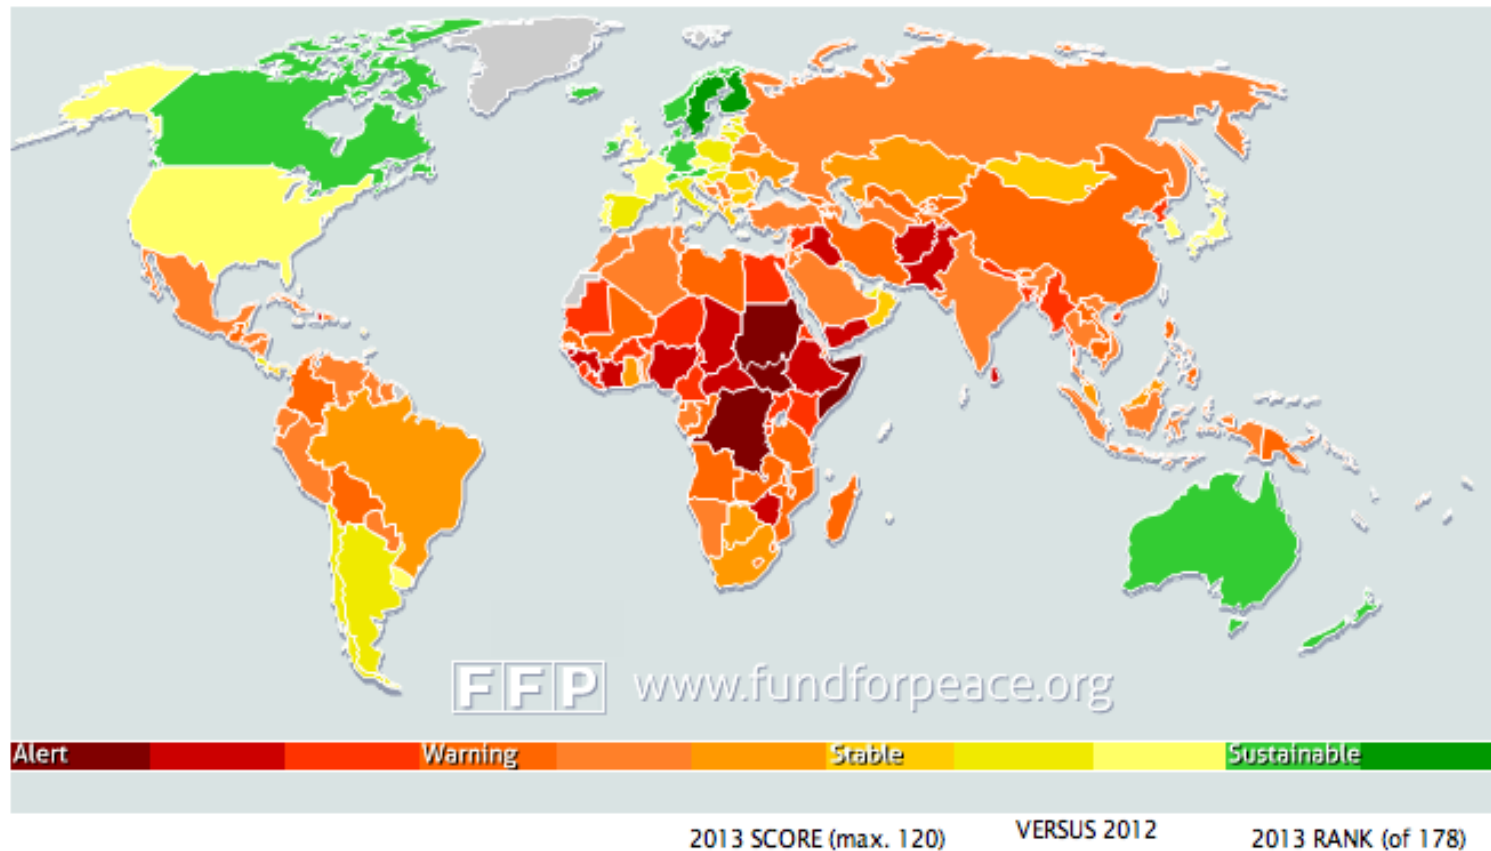 FFP www.fundforpeace.org
Alert Warning Stable Sustainable
2013 SCORE (max. 120) VERSUS 2012 2013 RANK (of 178)